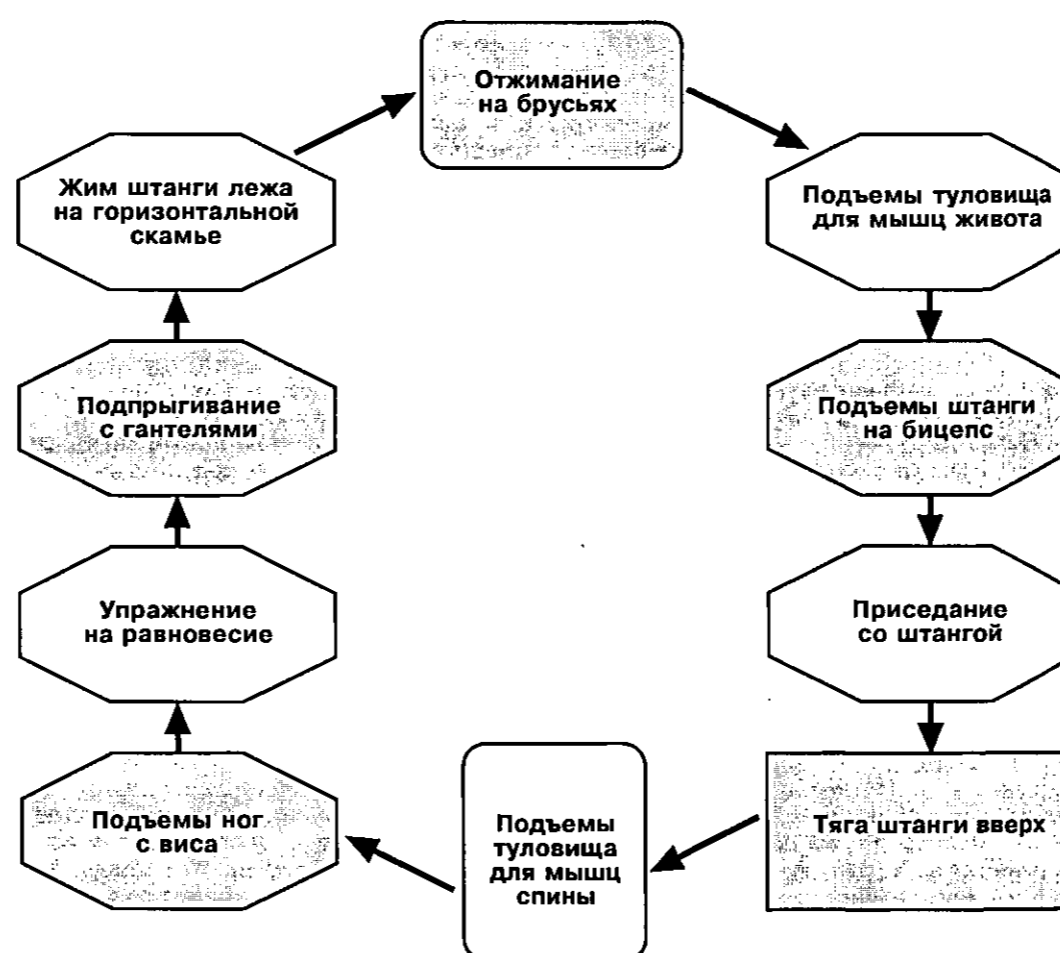 Отжимание
на брусьях
Подъемы туловища
для мышц живота
Подъемы штанги
на бицепс
Приседание
со штангой
Тяга штанги вверх
Подъемы
туловища
для мышц
спины
Подъемы ног
с виса
Упражнение
на равновесие
Подпрыгивание
с гантелями
Жим штанги лежа
на горизонтальной
скамье